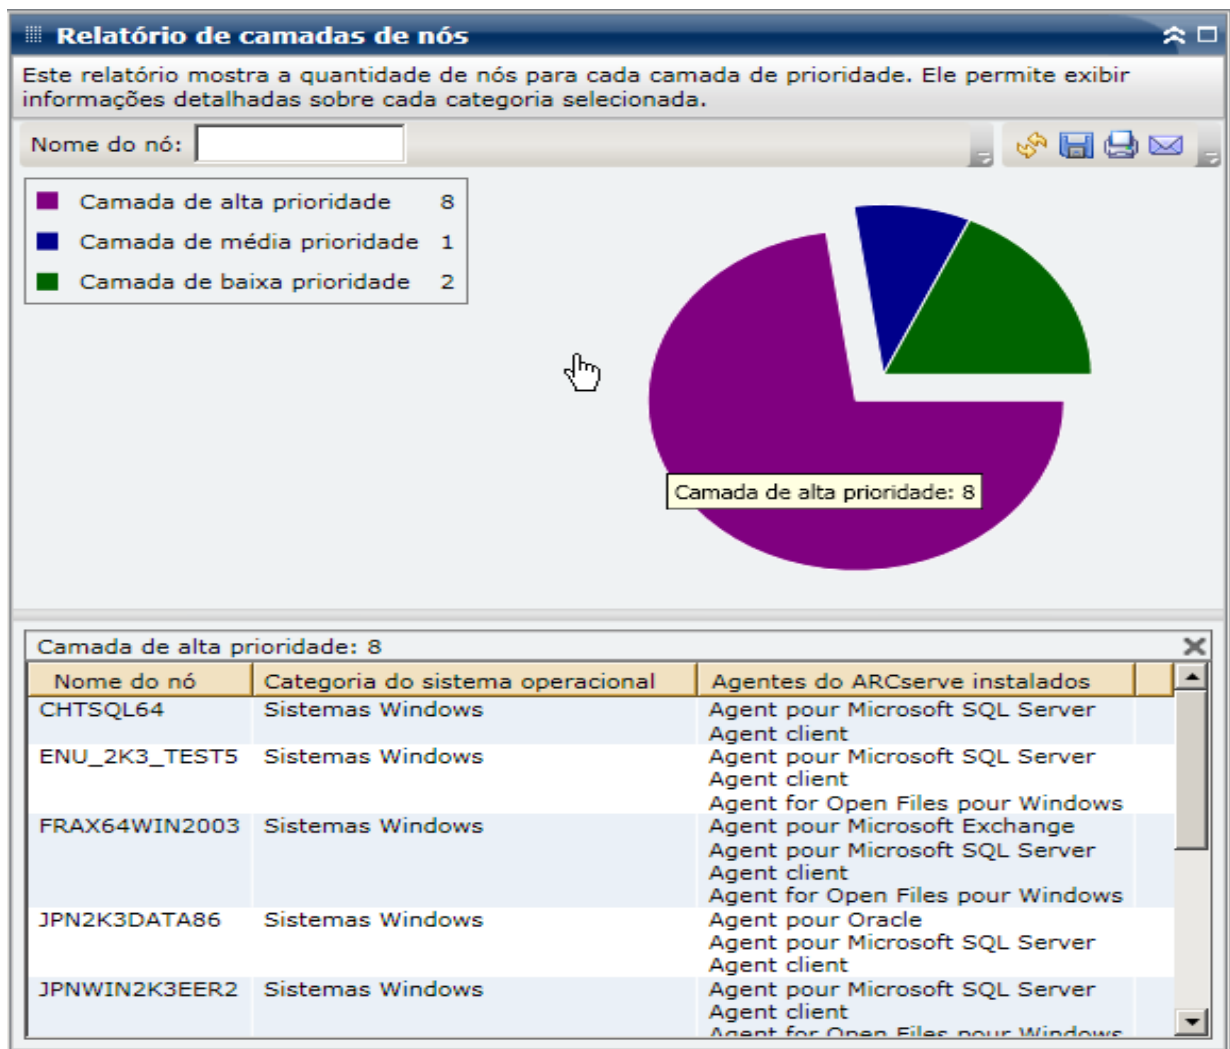 Relatório de camadas de nós
Este relatório mostra a quantidade de nós para cada camada de prioridade. Ele permite exibir
informações detalhadas sobre cada categoria selecionada.
Nome do nó:
Camada de alta prioridade 8
Camada de média prioridade 1
Camada de baixa prioridade 2
Camada de alta prioridade: 8
Camada de alta prioridade: 8
Nome do nó Categoria do sistema operacional Agentes do ARCserve instalados
CHTSQL64 Sistemas Windows Agent pour Microsoft SQL Server
Agent client
ENU_2K3_TEST5 Sistemas Windows Agent pour Microsoft SQL Server
Agent client
Agent for Open Files pour Windows
FRAX64WIN2003 Sistemas Windows Agent pour Microsoft Exchange
Agent pour Microsoft SQL Server
Agent client
Agent for Open Files pour Windows
JPN2K3DATA86 Sistemas Windows Agent pour Oracle
Agent pour Microsoft SQL Server
Agent client
JPNWIN2K3EER2 Sistemas Windows Agent pour Microsoft SQL Server
Agent client
Agent for Open Files pour Windows